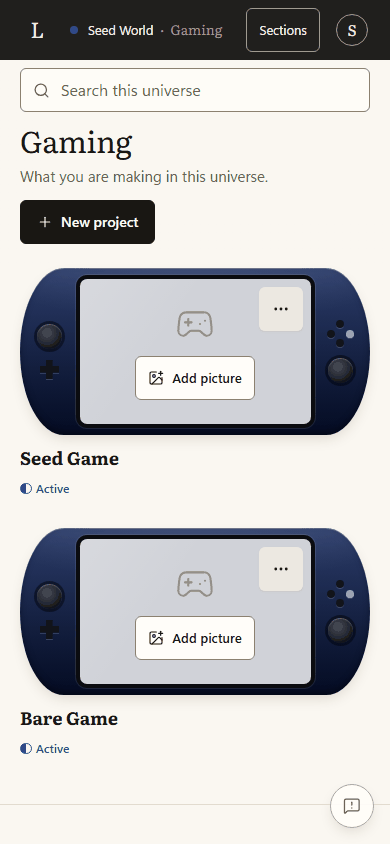 L
Seed World · Gaming
Sections
S
Search this universe
Gaming
What you are making in this universe.
New project
Add picture
Seed Game
Active
Add picture
Bare Game
Active